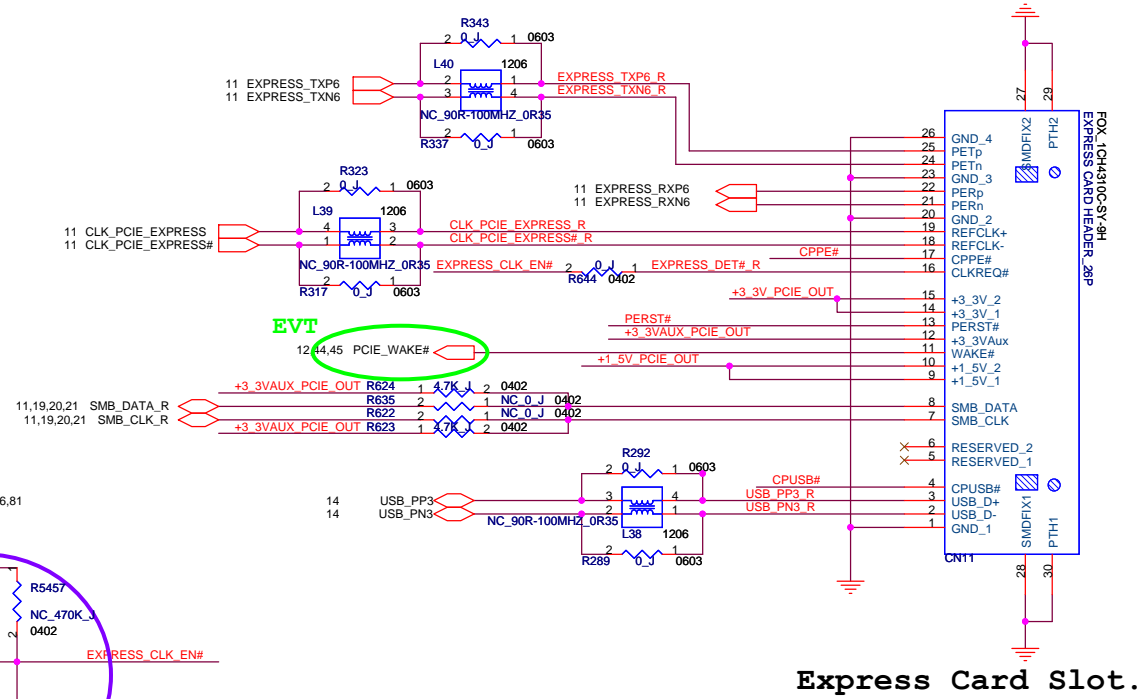 R343
2 0_J 1 0603
L40 1206
11 EXPRESS_TXP6 2 1 EXPRESS_TXP6_R
11 EXPRESS_TXN6 3 4 EXPRESS_TXN6_R
NC_90R-100MHZ_0R35
R337 2 0_J 1 0603
R323
2 0_J 1 0603
L39 1206
11 CLK_PCIE_EXPRESS 4 3 CLK_PCIE_EXPRESS_R
11 CLK_PCIE_EXPRESS# 1 2 CLK_PCIE_EXPRESS#_R
NC_90R-100MHZ_0R35
R317 2 0_J 1 0603
11 EXPRESS_RXP6
11 EXPRESS_RXN6
CPPE#
EXPRESS_CLK_EN# 2 0_J 1 EXPRESS_DET#_R
R644 0402
+3_3V_PCIE_OUT
PERST#
+3_3VAUX_PCIE_OUT
EVT
12,44,45 PCIE_WAKE#
+1_5V_PCIE_OUT
+3_3VAUX_PCIE_OUT R624 1 4.7K_J 2 0402
11,19,20,21 SMB_DATA_R R635 2 1 NC_0_J 0402
11,19,20,21 SMB_CLK_R R622 2 1 NC_0_J 0402
+3_3VAUX_PCIE_OUT R623 1 4.7K_J 2 0402
R292
2 0_J 1 0603
CPUSB#
14 USB_PP3 3 4 USB_PP3_R
14 USB_PN3 2 1 USB_PN3_R
NC_90R-100MHZ_0R35
L38 1206
R289 2 0_J 1 0603
27 29
SMDFIX2 PTH2
26 GND_4
25 PETp
24 PETn
23 GND_3
22 PERp
21 PERn
20 GND_2
19 REFCLK+
18 REFCLK-
17 CPPE#
16 CLKREQ#
15 +3_3V_2
14 +3_3V_1
13 PERST#
12 +3_3VAux
11 WAKE#
10 +1_5V_2
9 +1_5V_1
8 SMB_DATA
7 SMB_CLK
6 RESERVED_2
5 RESERVED_1
4 CPUSB#
3 USB_D+
2 USB_D-
1 GND_1
SMDFIX1 PTH1
CN11
28 30
FOX_1CH4310C-SY-9H
EXPRESS CARD HEADER_26P
6,81
1
R5457
NC_470K_J
2 0402
EXPRESS_CLK_EN#
Express Card Slot.